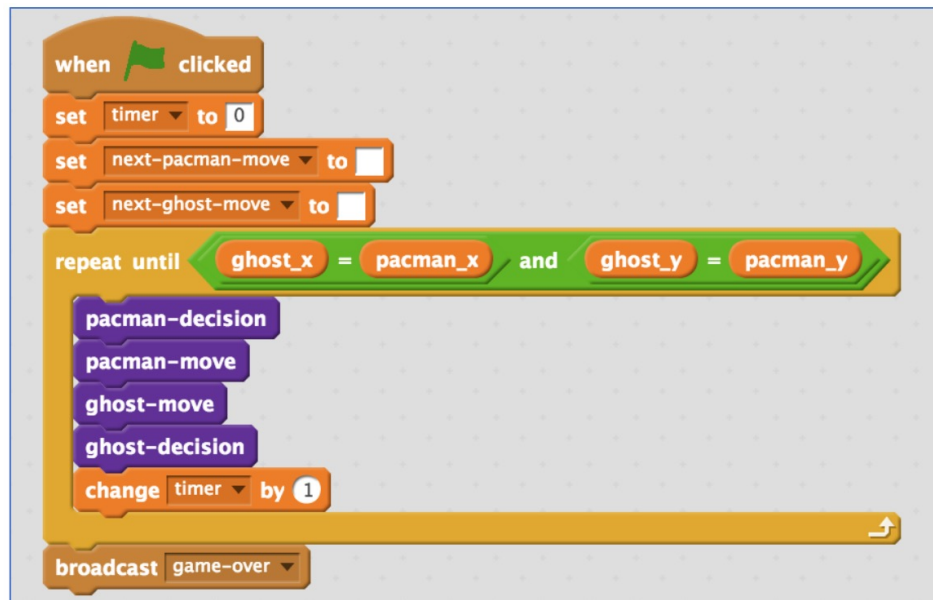 when clicked
set timer to 0
set next-pacman-move to
set next-ghost-move to
repeat until ghost_x = pacman_x and ghost_y = pacman_y
pacman-decision
pacman-move
ghost-move
ghost-decision
change timer by 1
broadcast game-over